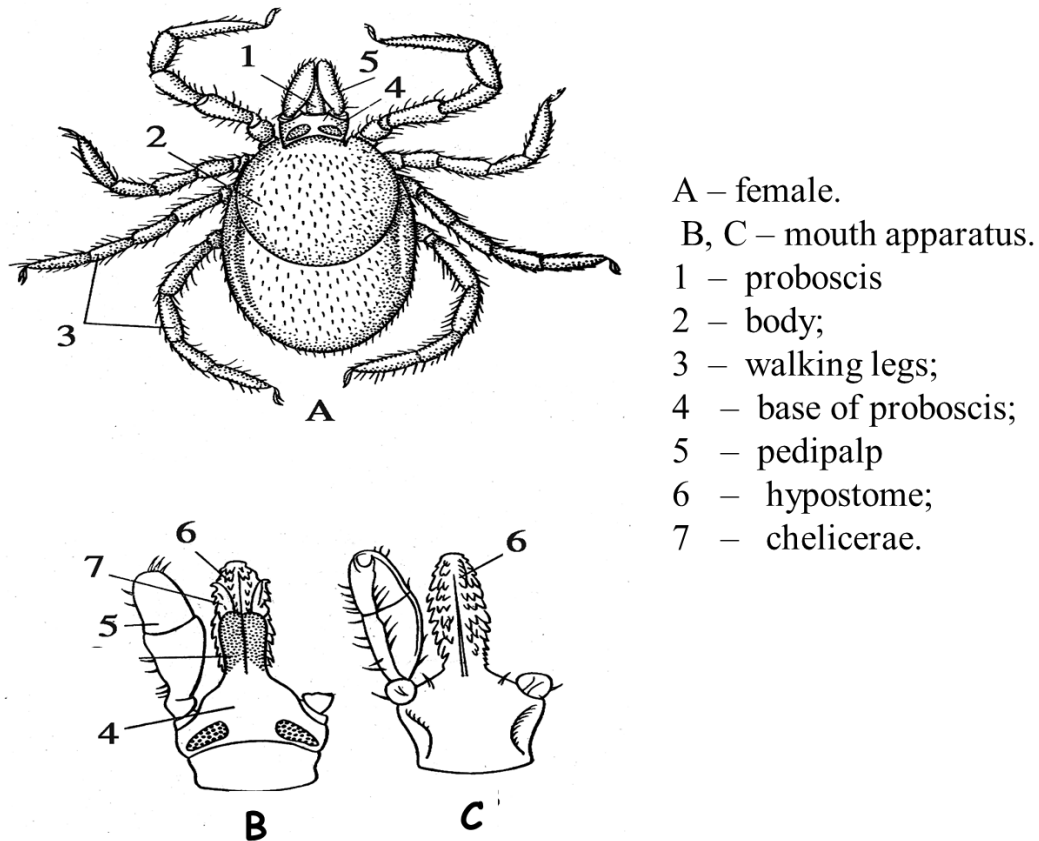 1
5
4
2
3
A
A – female.
B, C – mouth apparatus.
1 – proboscis
2 – body;
3 – walking legs;
4 – base of proboscis;
5 – pedipalp
6 – hypostome;
7 – chelicerae.
6
7
5
4
B
6
C